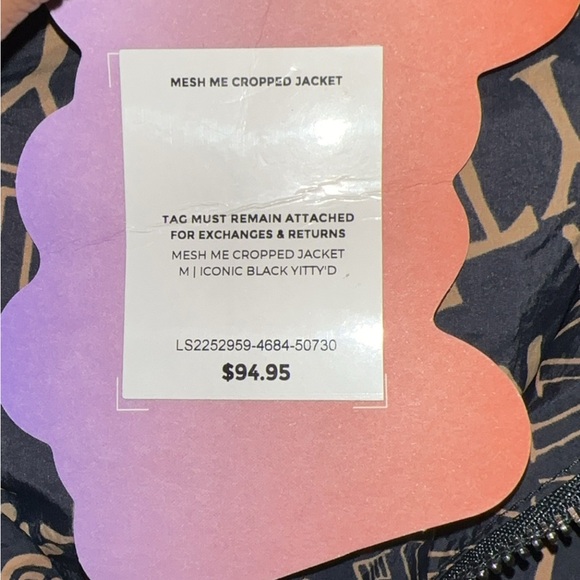 MESH ME CROPPED JACKET
TAG MUST REMAIN ATTACHED
FOR EXCHANGES & RETURNS
MESH ME CROPPED JACKET
M | ICONIC BLACK YITTY'D
LS2252959-4684-50730
$94.95